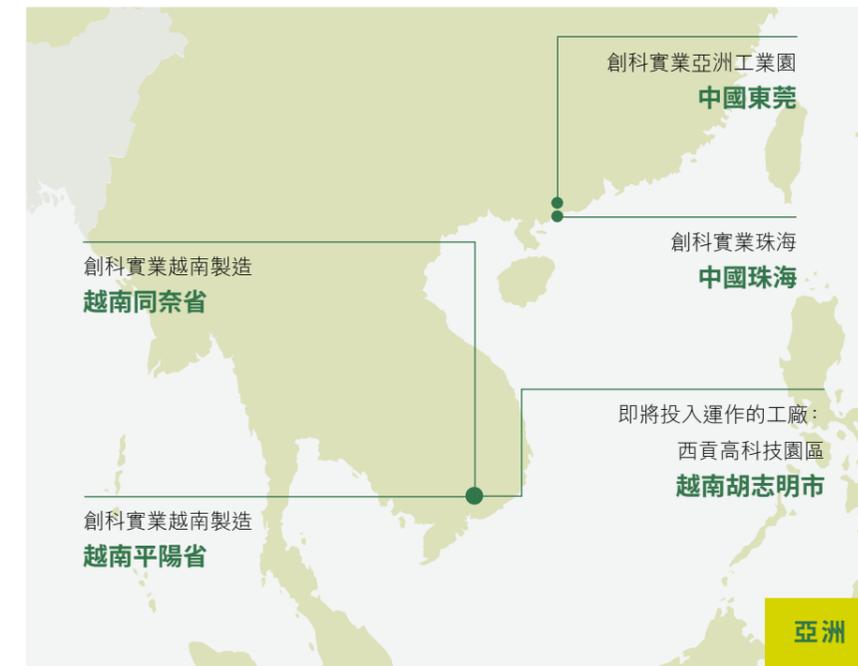 創科實業亞洲工業園
中國東莞
創科實業珠海
中國珠海
創科實業越南製造
越南同奈省
即將投入運作的工廠：
西貢高科技園區
越南胡志明市
創科實業越南製造
越南平陽省
亞洲